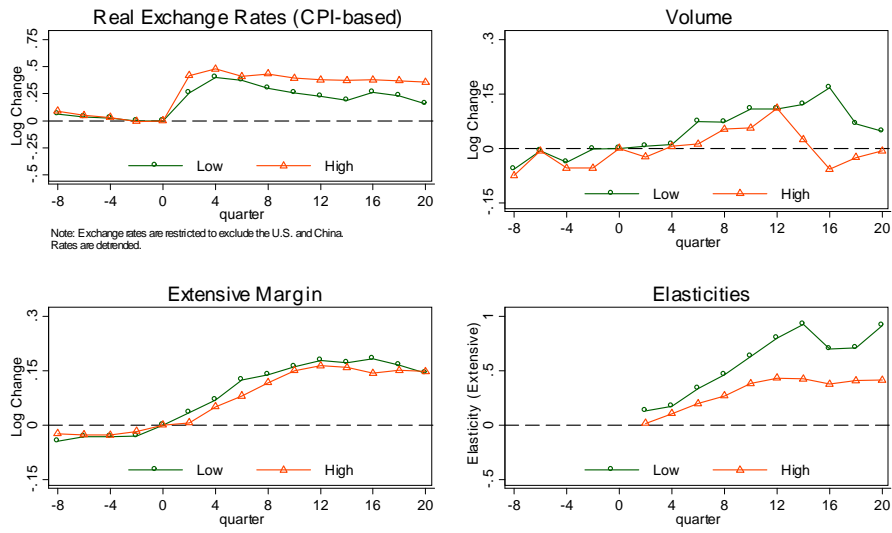 Real Exchange Rates (CPI-based)
Log Change
.75
.5
.25
0
-.25
-.5
Low High
-8 -4 0 4 8 12 16 20
quarter
Note: Exchange rates are restricted to exclude the U.S. and China.
Rates are detrended.
Volume
Log Change
.3
.15
0
-.15
Low High
-8 -4 0 4 8 12 16 20
quarter
Extensive Margin
Log Change
.3
.15
0
-.15
Low High
-8 -4 0 4 8 12 16 20
quarter
Elasticities
Elasticity (Extensive)
1
.5
0
-.5
Low High
-8 -4 0 4 8 12 16 20
quarter